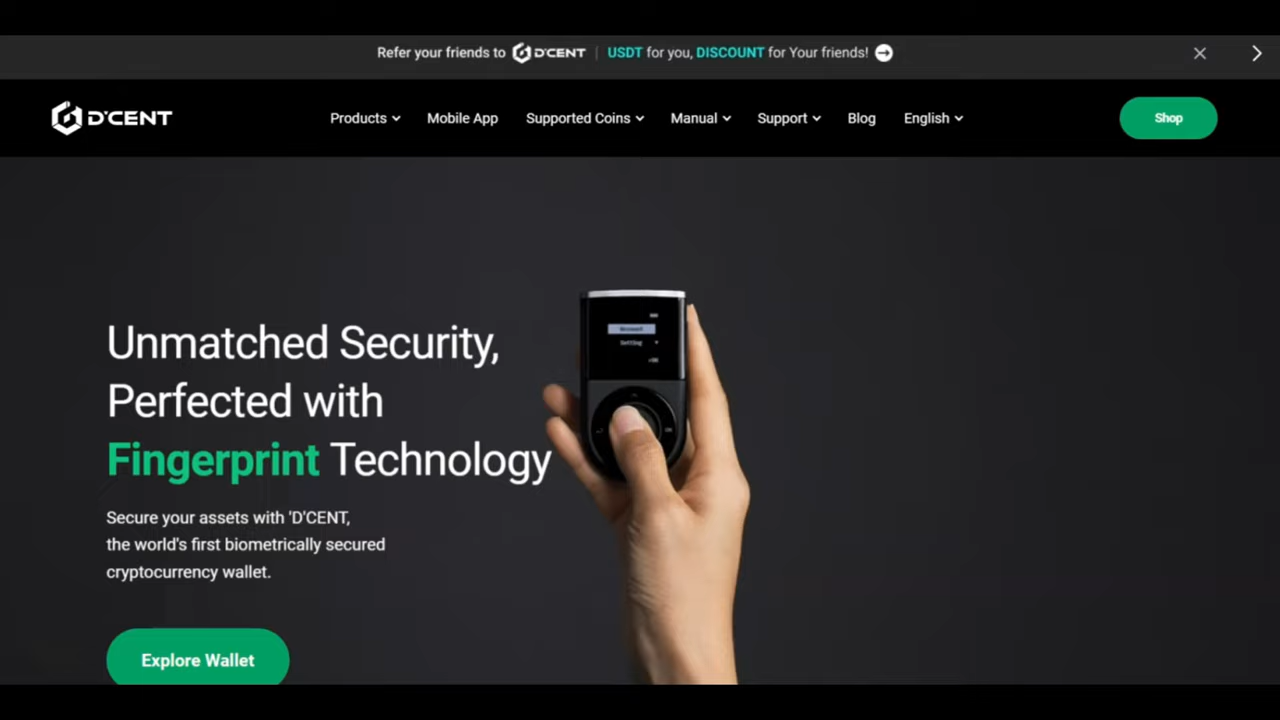 Refer your friends to D'CENT | USDT for you, DISCOUNT for Your friends!
D'CENT
Products
Mobile App
Supported Coins
Manual
Support
Blog
English
Shop
Account
Setting
Unmatched Security,
Perfected with
Fingerprint Technology
Secure your assets with 'D'CENT,
the world's first biometrically secured
cryptocurrency wallet.
Explore Wallet